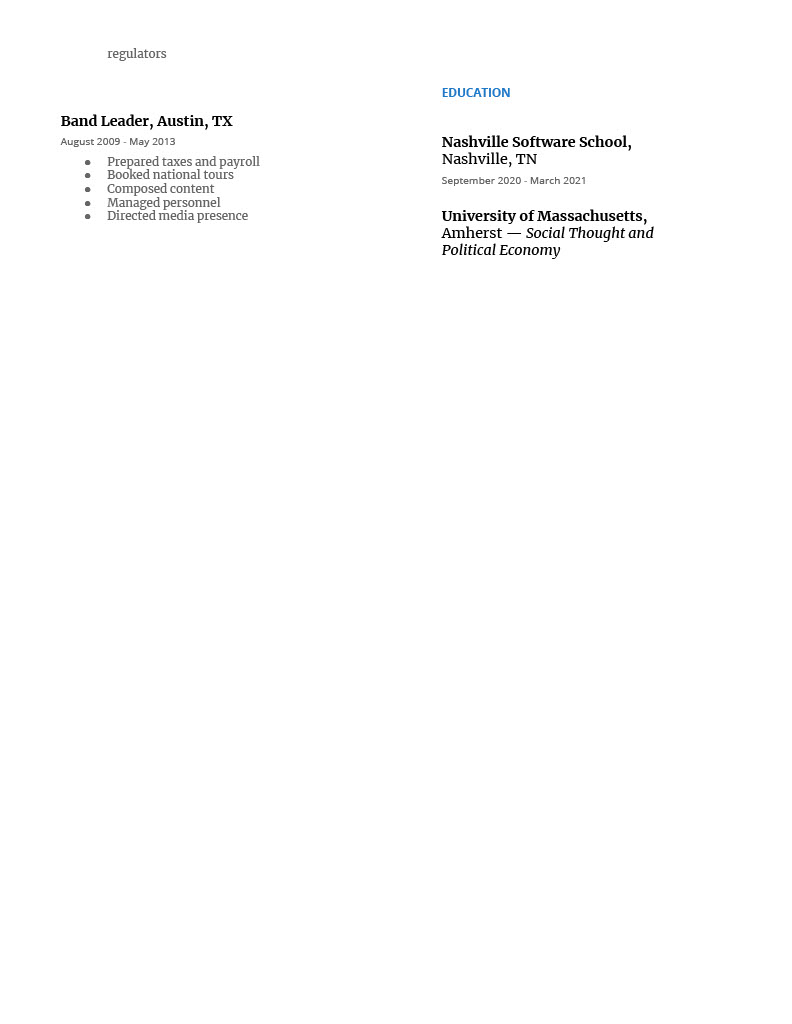 regulators
Band Leader, Austin, TX
August 2009 - May 2013
● Prepared taxes and payroll
● Booked national tours
● Composed content
● Managed personnel
● Directed media presence
EDUCATION
Nashville Software School,
Nashville, TN
September 2020 - March 2021
University of Massachusetts,
Amherst — Social Thought and
Political Economy